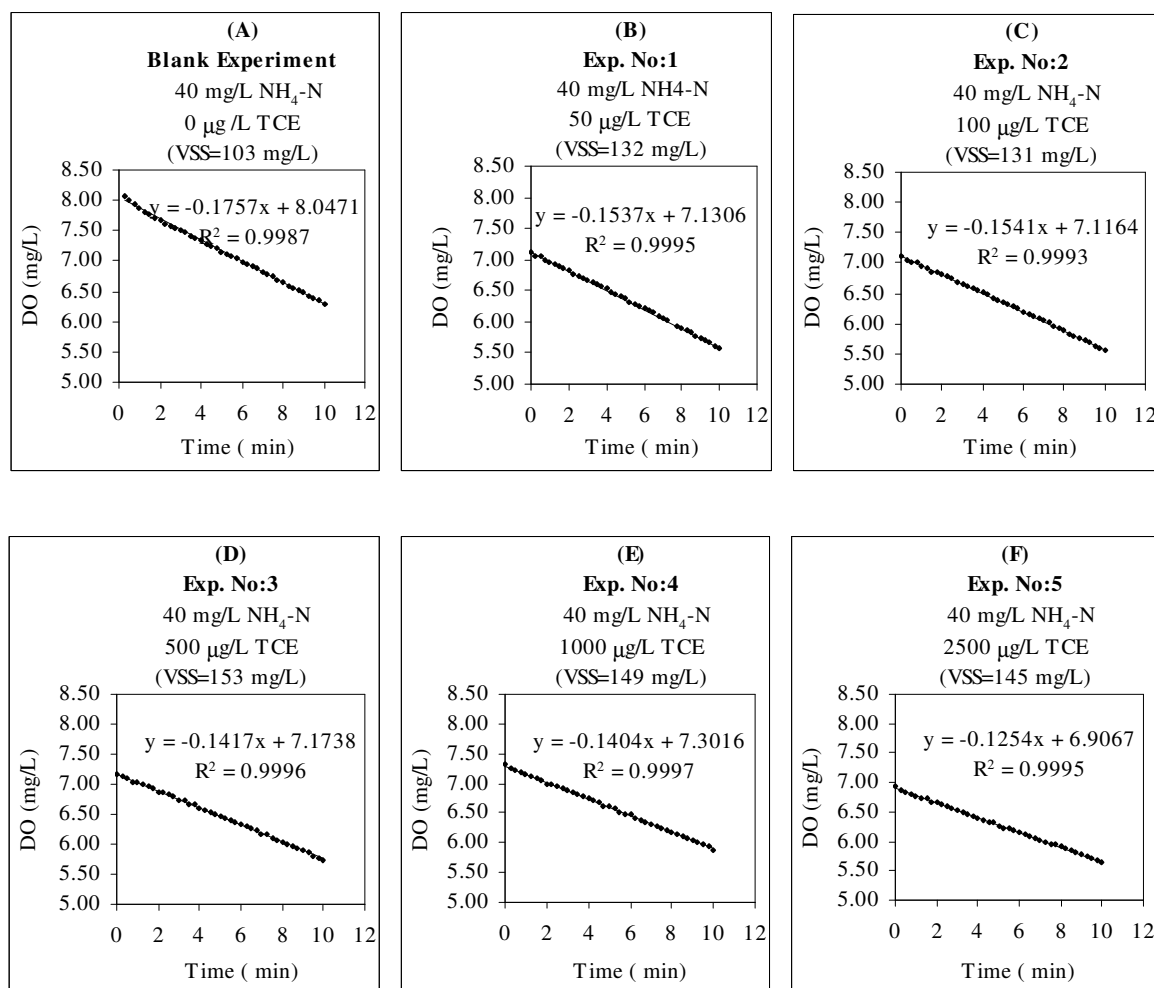 (A)
Blank Experiment
40 mg/L NH₄-N
0 µg /L TCE
(VSS=103 mg/L)
8.50
8.00
7.50
7.00
6.50
6.00
5.50
5.00
y = -0.1757x + 8.0471
R² = 0.9987
DO (mg/L)
0 2 4 6 8 10 12
Time ( min)
(B)
Exp. No:1
40 mg/L NH4-N
50 µg/L TCE
(VSS=132 mg/L)
8.50
8.00
7.50
7.00
6.50
6.00
5.50
5.00
y = -0.1537x + 7.1306
R² = 0.9995
DO (mg/L)
0 2 4 6 8 10 12
Time ( min)
(C)
Exp. No:2
40 mg/L NH₄-N
100 µg/L TCE
(VSS=131 mg/L)
8.50
8.00
7.50
7.00
6.50
6.00
5.50
5.00
y = -0.1541x + 7.1164
R² = 0.9993
DO (mg/L)
0 2 4 6 8 10 12
Time ( min)
(D)
Exp. No:3
40 mg/L NH₄-N
500 µg/L TCE
(VSS=153 mg/L)
8.50
8.00
7.50
7.00
6.50
6.00
5.50
5.00
y = -0.1417x + 7.1738
R² = 0.9996
DO (mg/L)
0 2 4 6 8 10 12
Time ( min)
(E)
Exp. No:4
40 mg/L NH₄-N
1000 µg/L TCE
(VSS=149 mg/L)
8.50
8.00
7.50
7.00
6.50
6.00
5.50
5.00
y = -0.1404x + 7.3016
R² = 0.9997
DO (mg/L)
0 2 4 6 8 10 12
Time ( min)
(F)
Exp. No:5
40 mg/L NH₄-N
2500 µg/L TCE
(VSS=145 mg/L)
8.50
8.00
7.50
7.00
6.50
6.00
5.50
5.00
y = -0.1254x + 6.9067
R² = 0.9995
DO (mg/L)
0 2 4 6 8 10 12
Time ( min)